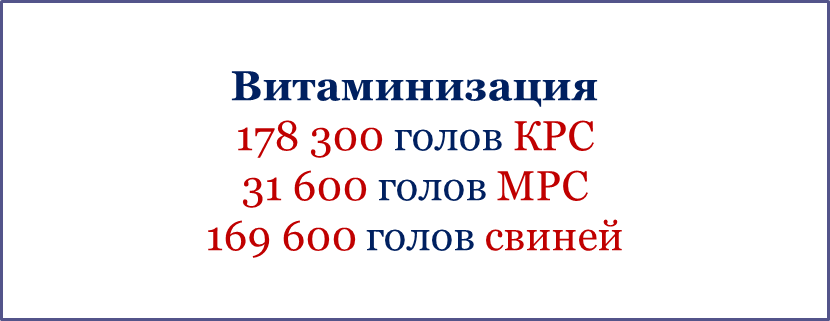 Витаминизация
178 300 голов КРС
31 600 голов МРС
169 600 голов свиней